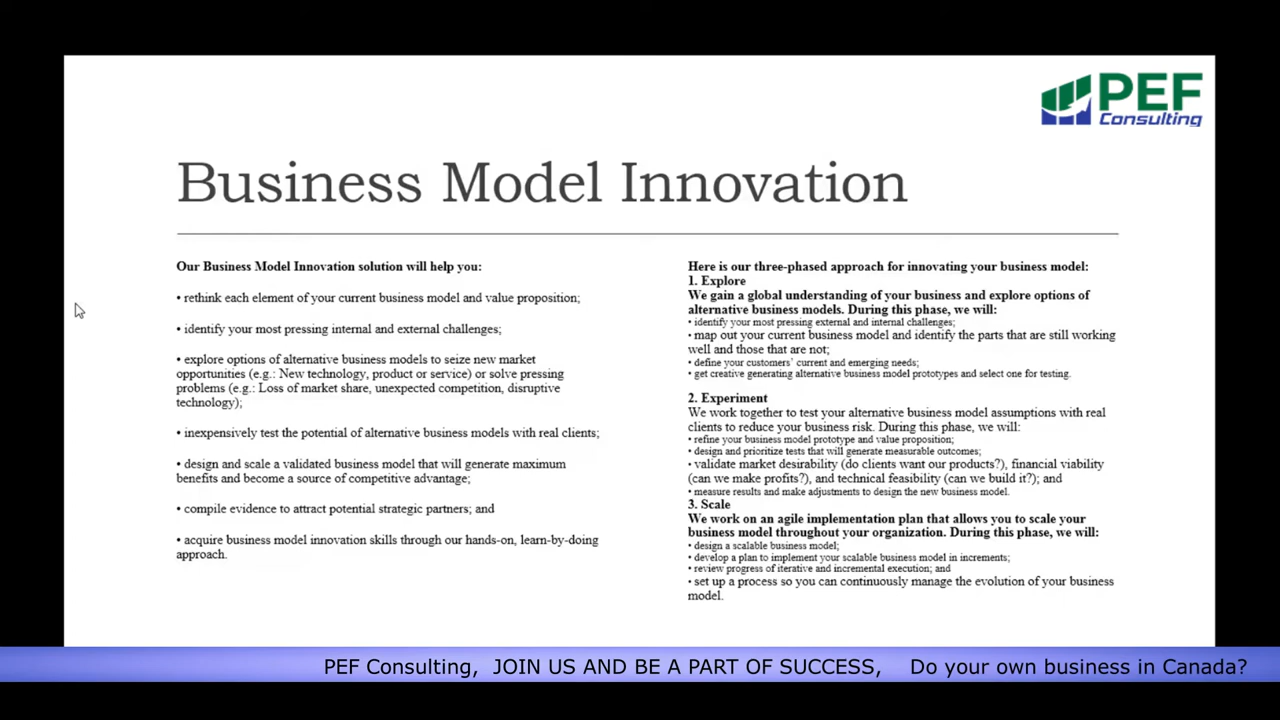 PEF
Consulting
Business Model Innovation
Our Business Model Innovation solution will help you:
• rethink each element of your current business model and value proposition;
• identify your most pressing internal and external challenges;
• explore options of alternative business models to seize new market
opportunities (e.g.: New technology, product or service) or solve pressing
problems (e.g.: Loss of market share, unexpected competition, disruptive
technology);
• inexpensively test the potential of alternative business models with real clients;
• design and scale a validated business model that will generate maximum
benefits and become a source of competitive advantage;
• compile evidence to attract potential strategic partners; and
• acquire business model innovation skills through our hands-on, learn-by-doing
approach.
Here is our three-phased approach for innovating your business model:
1. Explore
We gain a global understanding of your business and explore options of
alternative business models. During this phase, we will:
• identify your most pressing external and internal challenges;
• map out your current business model and identify the parts that are still working
well and those that are not;
• define your customers’ current and emerging needs;
• get creative generating alternative business model prototypes and select one for testing.
2. Experiment
We work together to test your alternative business model assumptions with real
clients to reduce your business risk. During this phase, we will:
• refine your business model prototype and value proposition;
• design and prioritize tests that will generate measurable outcomes;
• validate market desirability (do clients want our products?), financial viability
(can we make profits?), and technical feasibility (can we build it?); and
• measure results and make adjustments to design the new business model.
3. Scale
We work on an agile implementation plan that allows you to scale your
business model throughout your organization. During this phase, we will:
• design a scalable business model;
• develop a plan to implement your scalable business model in increments;
• review progress of iterative and incremental execution; and
• set up a process so you can continuously manage the evolution of your business
model.
PEF Consulting, JOIN US AND BE A PART OF SUCCESS, Do your own business in Canada?